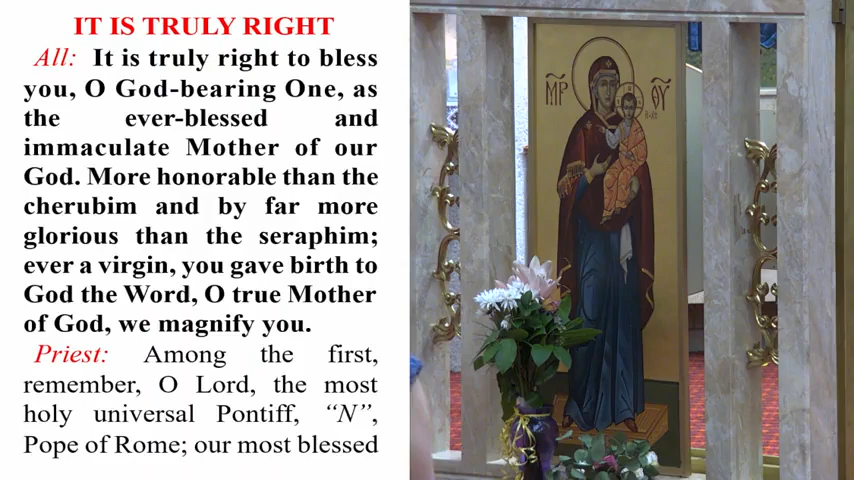 IT IS TRULY RIGHT
All: It is truly right to bless
you, O God-bearing One, as
the ever-blessed and
immaculate Mother of our
God. More honorable than the
cherubim and by far more
glorious than the seraphim;
ever a virgin, you gave birth to
God the Word, O true Mother
of God, we magnify you.
Priest: Among the first,
remember, O Lord, the most
holy universal Pontiff, “N”,
Pope of Rome; our most blessed
ΜΡ ΘΥ